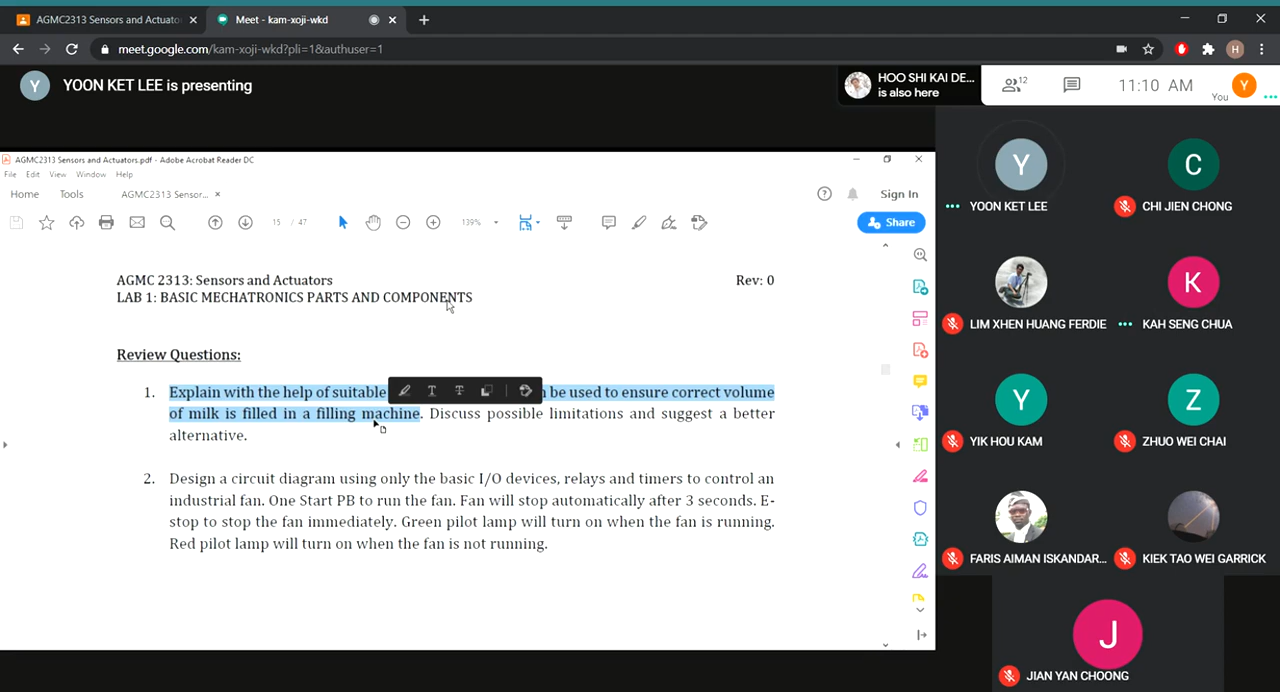 AGMC2313 Sensors and Actuato
Meet - kam-xoji-wkd
meet.google.com/kam-xoji-wkd?pli=1&authuser=1
H
Y
YOON KET LEE is presenting
HOO SHI KAI DE...
is also here
12
11:10 AM
You
Y
AGMC2313 Sensors and Actuators.pdf - Adobe Acrobat Reader DC
File Edit View Window Help
Home Tools AGMC2313 Sensor... ×
Sign In
15 / 47
139%
Share
AGMC 2313: Sensors and Actuators Rev: 0
LAB 1: BASIC MECHATRONICS PARTS AND COMPONENTS
Review Questions:
1. Explain with the help of suitable be used to ensure correct volume
of milk is filled in a filling machine. Discuss possible limitations and suggest a better
alternative.
2. Design a circuit diagram using only the basic I/O devices, relays and timers to control an
industrial fan. One Start PB to run the fan. Fan will stop automatically after 3 seconds. E-
stop to stop the fan immediately. Green pilot lamp will turn on when the fan is running.
Red pilot lamp will turn on when the fan is not running.
Y
YOON KET LEE
C
CHI JIEN CHONG
LIM XHEN HUANG FERDIE
K
KAH SENG CHUA
Y
YIK HOU KAM
Z
ZHUO WEI CHAI
FARIS AIMAN ISKANDAR...
KIEK TAO WEI GARRICK
J
JIAN YAN CHOONG